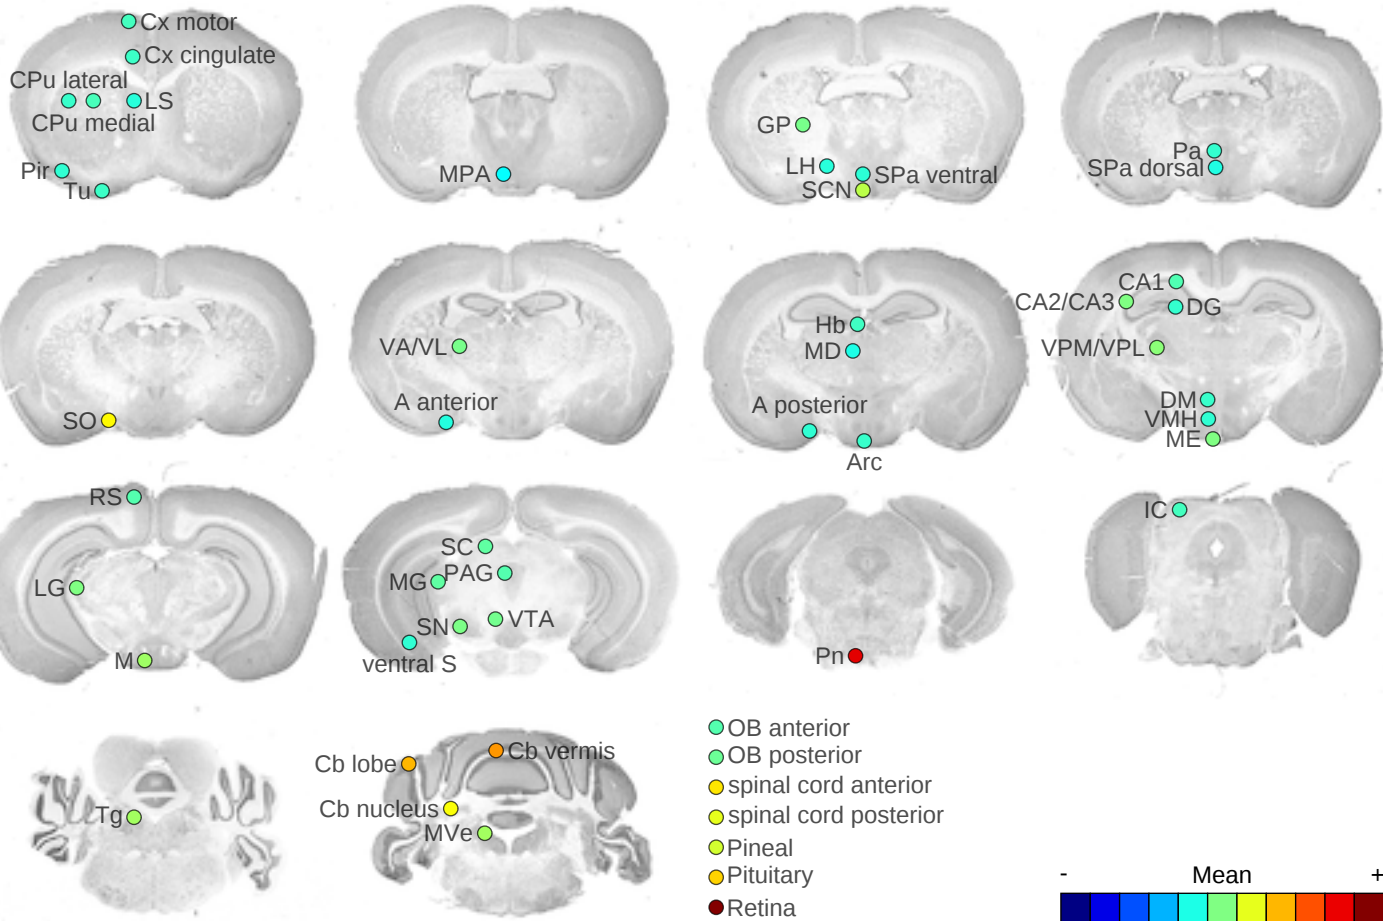 Cx motor
Cx cingulate
CPu lateral
LS
CPu medial
Pir
Tu
MPA
GP
LH
SPa ventral
SCN
Pa
SPa dorsal
SO
VA/VL
A anterior
Hb
MD
A posterior
Arc
CA1
CA2/CA3
DG
VPM/VPL
DM
VMH
ME
RS
LG
M
SC
PAG
MG
VTA
SN
ventral S
Pn
IC
Tg
Cb lobe
Cb vermis
Cb nucleus
MVe
OB anterior
OB posterior
spinal cord anterior
spinal cord posterior
Pineal
Pituitary
Retina
- Mean +